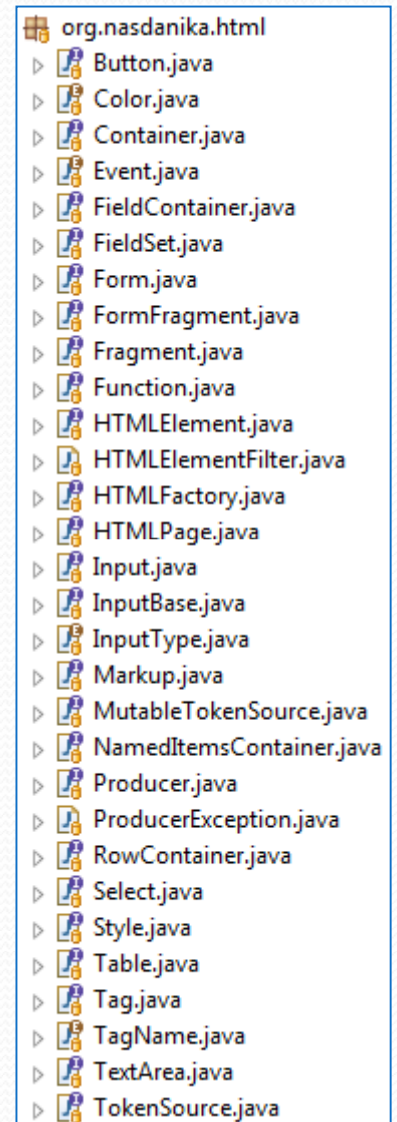 org.nasdanika.html
Button.java
Color.java
Container.java
Event.java
FieldContainer.java
FieldSet.java
Form.java
FormFragment.java
Fragment.java
Function.java
HTMLElement.java
HTMLElementFilter.java
HTMLFactory.java
HTMLPage.java
Input.java
InputBase.java
InputType.java
Markup.java
MutableTokenSource.java
NamedItemsContainer.java
Producer.java
ProducerException.java
RowContainer.java
Select.java
Style.java
Table.java
Tag.java
TagName.java
TextArea.java
TokenSource.java